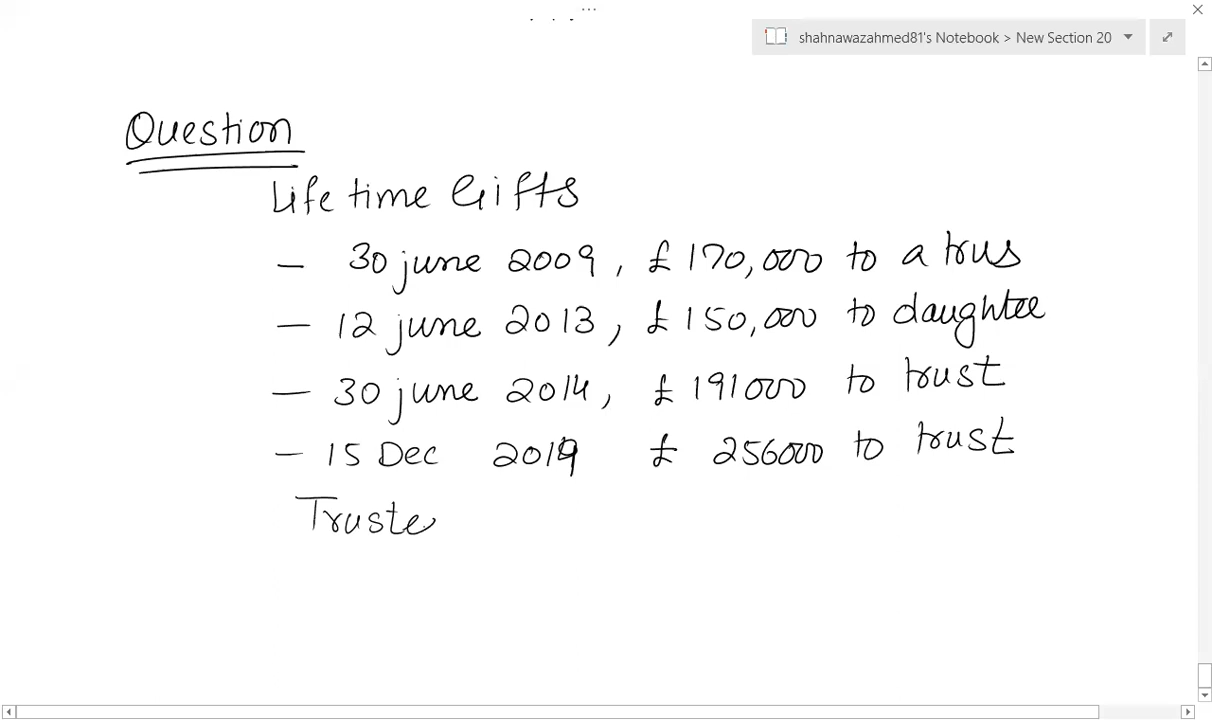 shahnawazahmed81's Notebook > New Section 20
Question
Life time Gifts
— 30 june 2009, £170,000 to a trus
— 12 june 2013, £150,000 to daughter
— 30 june 2014, £191000 to trust
— 15 Dec 2019 £ 256000 to trust
Truste